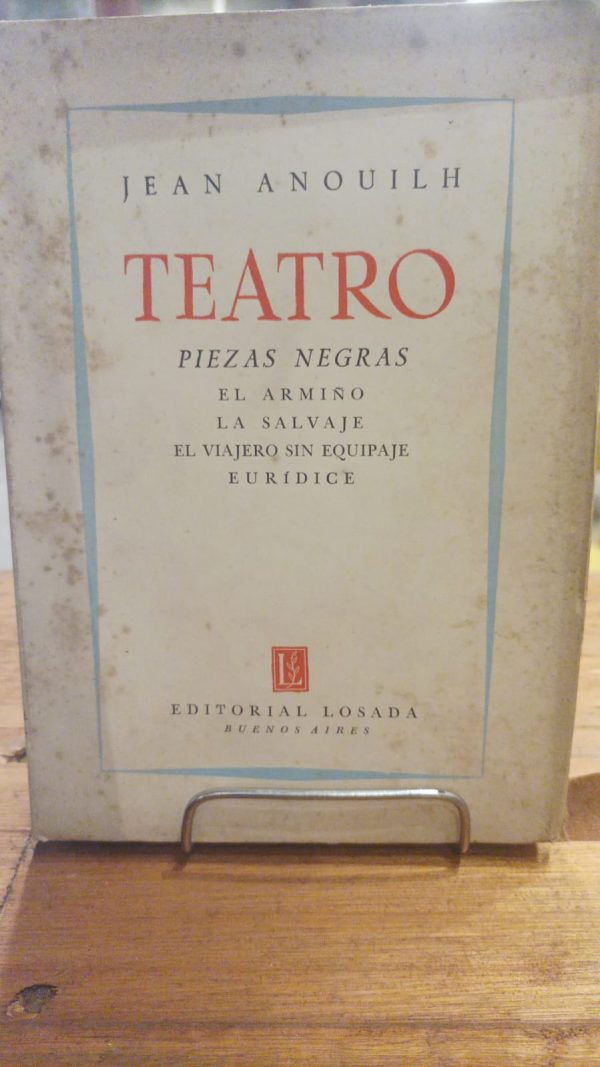 JEAN ANOUILH
TEATRO
PIEZAS NEGRAS
EL ARMIÑO
LA SALVAJE
EL VIAJERO SIN EQUIPAJE
EURÍDICE
L
EDITORIAL LOSADA
BUENOS AIRES